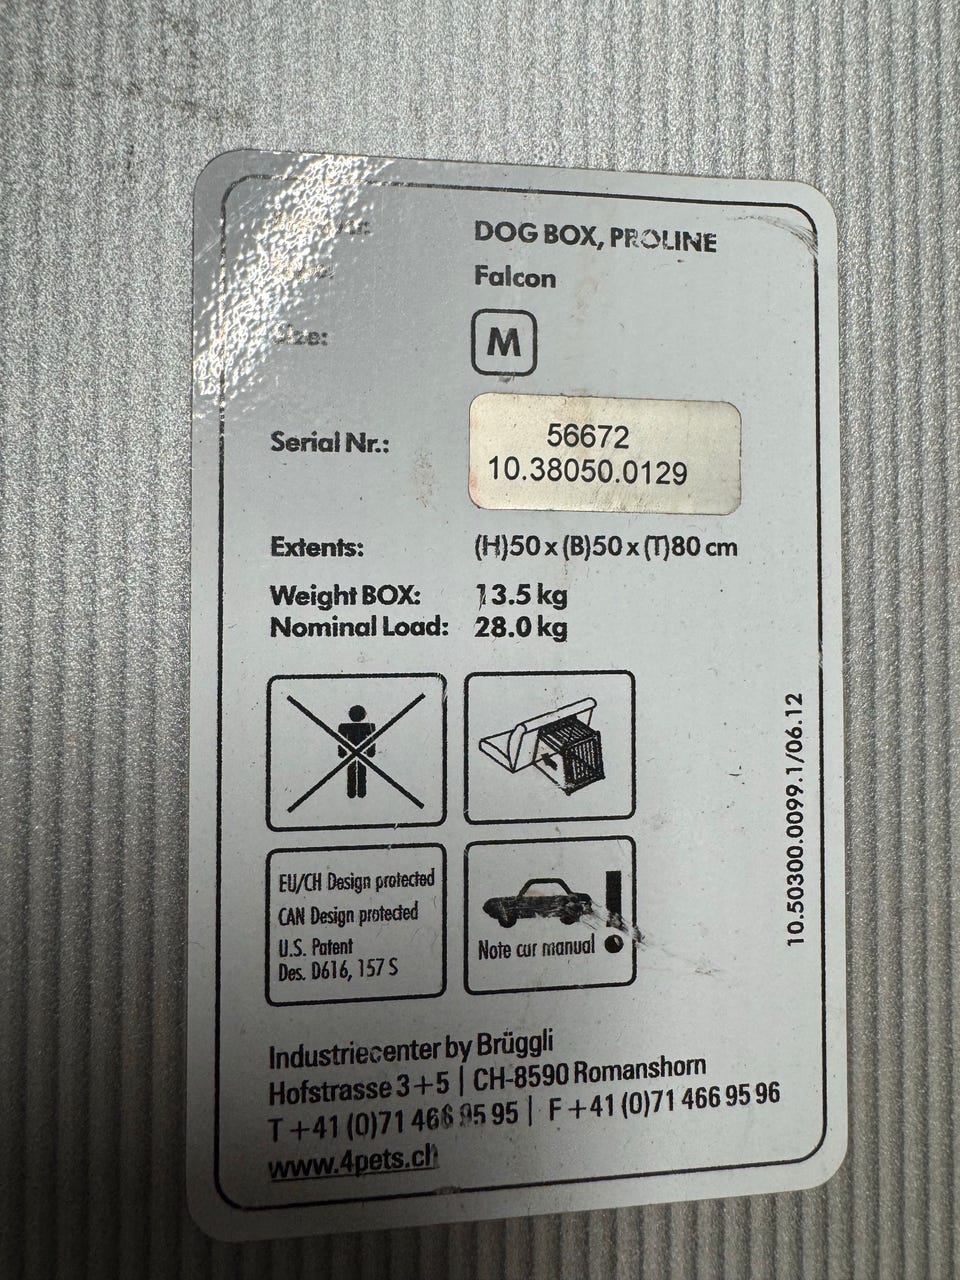 DOG BOX, PROLINE
Falcon
Size: M
Serial Nr.: 56672
10.38050.0129
Extents: (H)50 x (B)50 x (T)80 cm
Weight BOX: 13.5 kg
Nominal Load: 28.0 kg
EU/CH Design protected
CAN Design protected
U.S. Patent
Des. D616, 157 S
Note car manual
10.50300.0099.1/06.12
Industriecenter by Brüggli
Hofstrasse 3+5 | CH-8590 Romanshorn
T +41 (0)71 466 95 95 | F +41 (0)71 466 95 96
www.4pets.ch